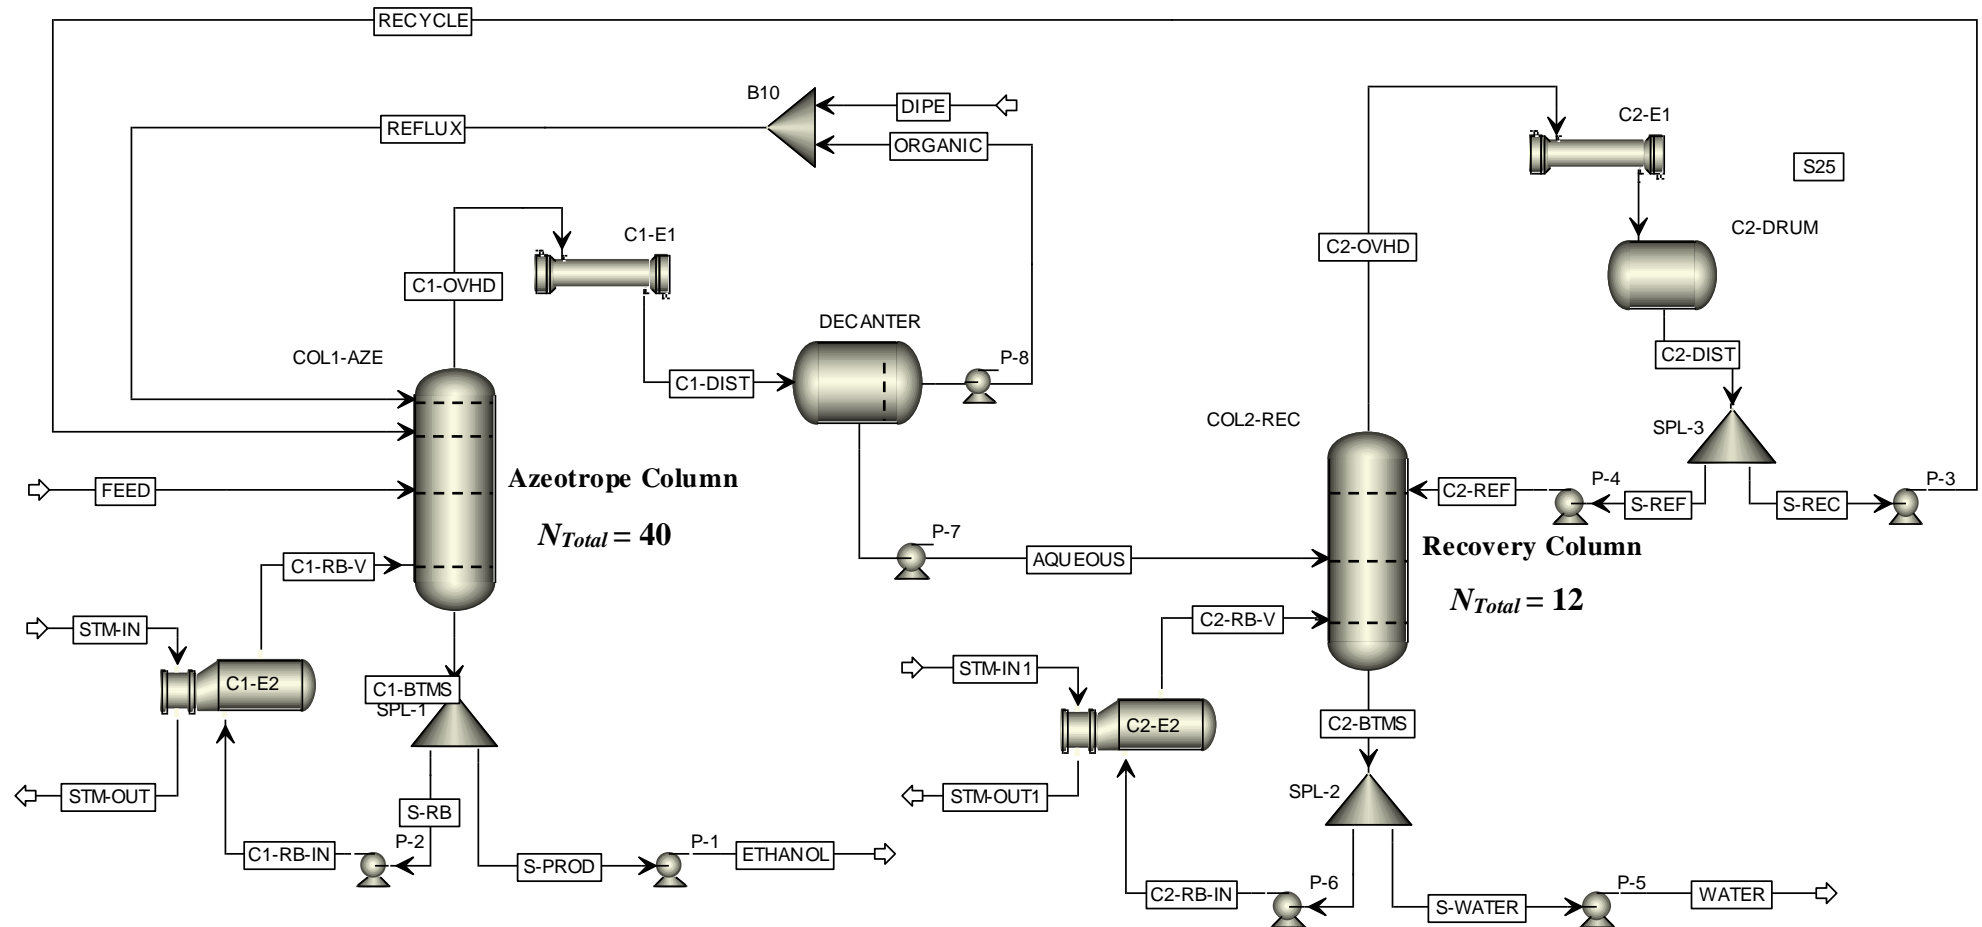 RECYCLE
B10
DIPE
REFLUX
ORGANIC
C2-E1
S25
C1-E1
C2-OVHD
C2-DRUM
C1-OVHD
DECANTER
COL1-AZE
P-8
C2-DIST
C1-DIST
COL2-REC
SPL-3
Azeotrope Column
P-4
P-3
FEED
C2-REF
S-REF
S-REC
NTotal = 40
P-7
Recovery Column
C1-RB-V
AQUEOUS
NTotal = 12
STM-IN
C2-RB-V
STM-IN1
C1-E2
C1-BTMS
SPL-1
C2-E2
C2-BTMS
STM-OUT
STM-OUT1
SPL-2
S-RB
P-2
P-1
C1-RB-IN
S-PROD
ETHANOL
P-6
P-5
C2-RB-IN
S-WATER
WATER